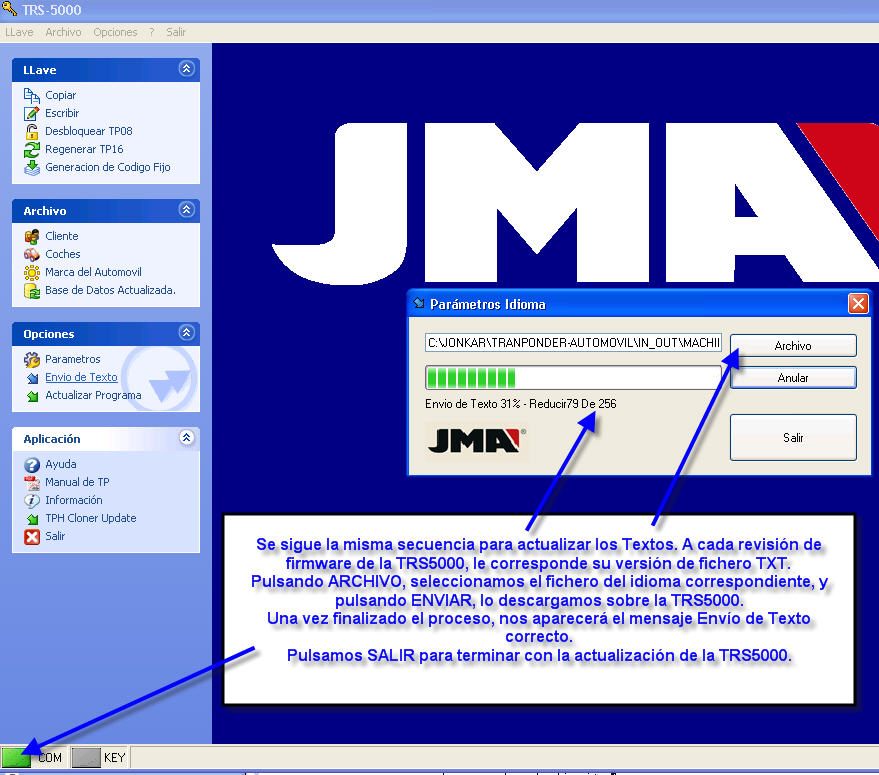 TRS-5000
LLave Archivo Opciones ? Salir
LLave
Copiar
Escribir
Desbloquear TP08
Regenerar TP16
Generacion de Codigo Fijo
Archivo
Cliente
Coches
Marca del Automovil
Base de Datos Actualizada.
Opciones
Parametros
Envio de Texto
Actualizar Programa
Aplicación
Ayuda
Manual de TP
Información
TPH Cloner Update
Salir
JMA
Parámetros Idioma
C:\JONKAR\TRANPONDER-AUTOMOVIL\IN_OUT\MACHI
Archivo
Anular
Envio de Texto 31% - Reducir79 De 256
JMA®
Salir
Se sigue la misma secuencia para actualizar los Textos. A cada revisión de
firmware de la TRS5000, le corresponde su versión de fichero TXT.
Pulsando ARCHIVO, seleccionamos el fichero del idioma correspondiente, y
pulsando ENVIAR, lo descargamos sobre la TRS5000.
Una vez finalizado el proceso, nos aparecerá el mensaje Envío de Texto
correcto.
Pulsamos SALIR para terminar con la actualización de la TRS5000.
COM KEY